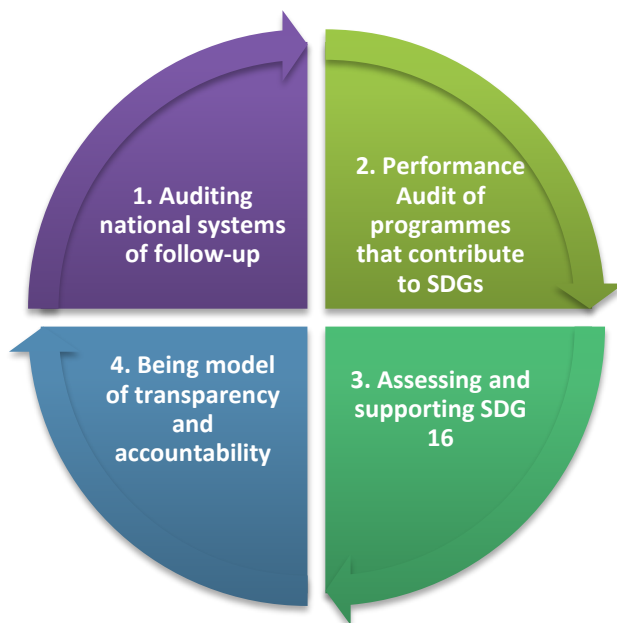 1. Auditing
national systems
of follow-up
2. Performance
Audit of
programmes
that contribute
to SDGs
3. Assessing and
supporting SDG
16
4. Being model
of transparency
and
accountability